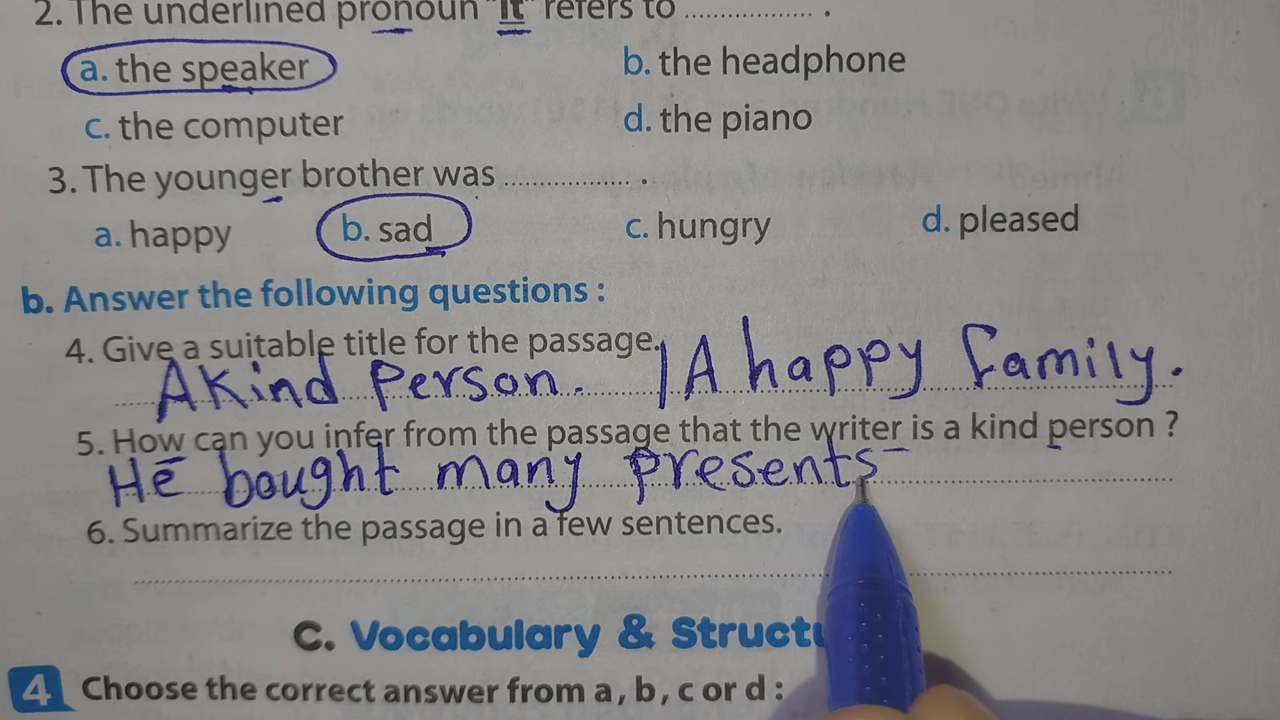 2. The underlined pronoun "It" refers to .................. .
a. the speaker b. the headphone
c. the computer d. the piano
3. The younger brother was .................. .
a. happy b. sad c. hungry d. pleased
b. Answer the following questions :
4. Give a suitable title for the passage.
A Kind Person. / A happy family.
5. How can you infer from the passage that the writer is a kind person ?
He bought many presents
6. Summarize the passage in a few sentences.
C. Vocabulary & Struct
4 Choose the correct answer from a, b, c or d :